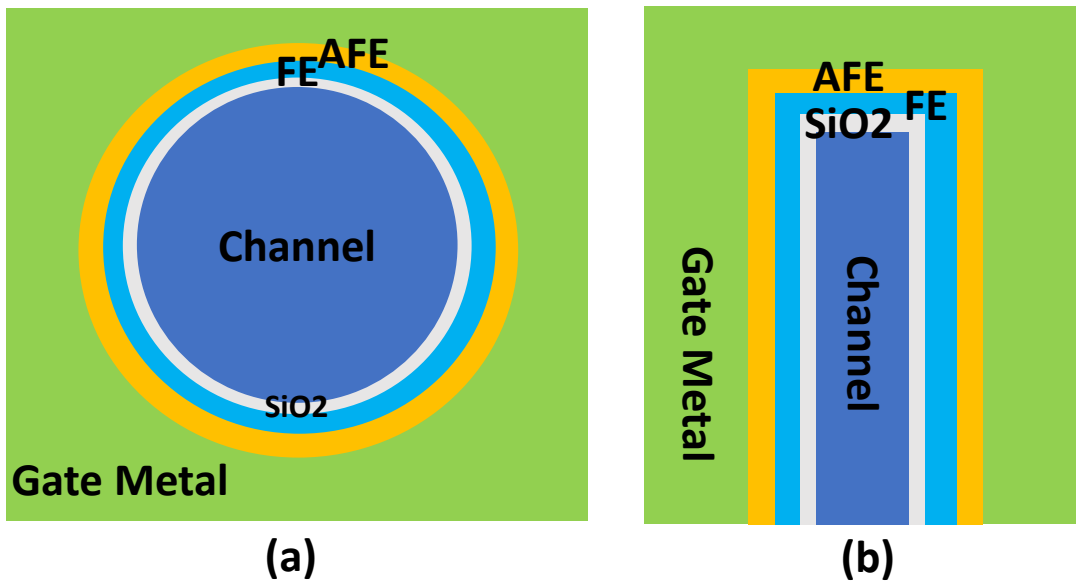 AFE
FE
Channel
SiO2
Gate Metal
(a)
AFE
FE
SiO2
Gate Metal
Channel
(b)